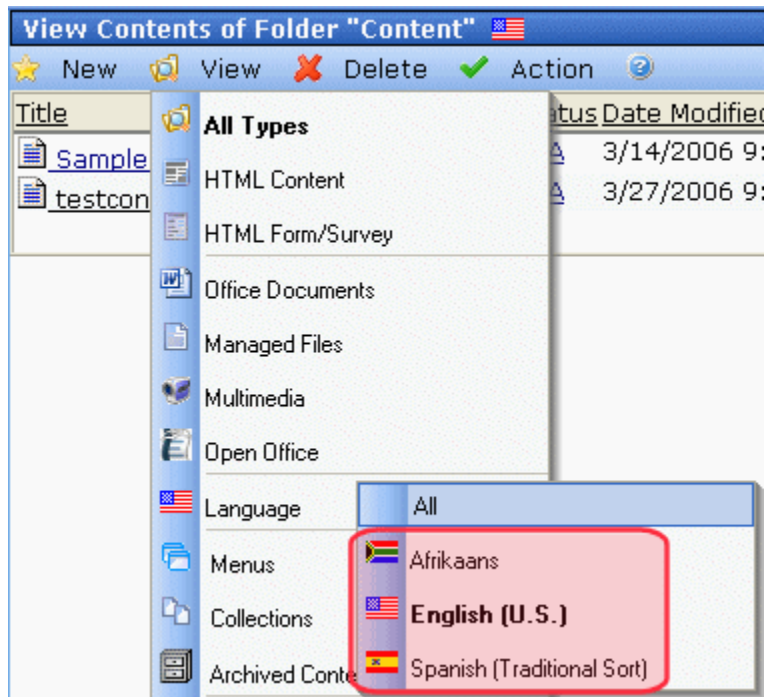 View Contents of Folder "Content"
New View Delete Action
Title tus Date Modified
Sample A 3/14/2006 9:
testcon A 3/27/2006 9:
All Types
HTML Content
HTML Form/Survey
Office Documents
Managed Files
Multimedia
Open Office
Language All
Afrikaans
Menus
English (U.S.)
Collections
Spanish (Traditional Sort)
Archived Conte